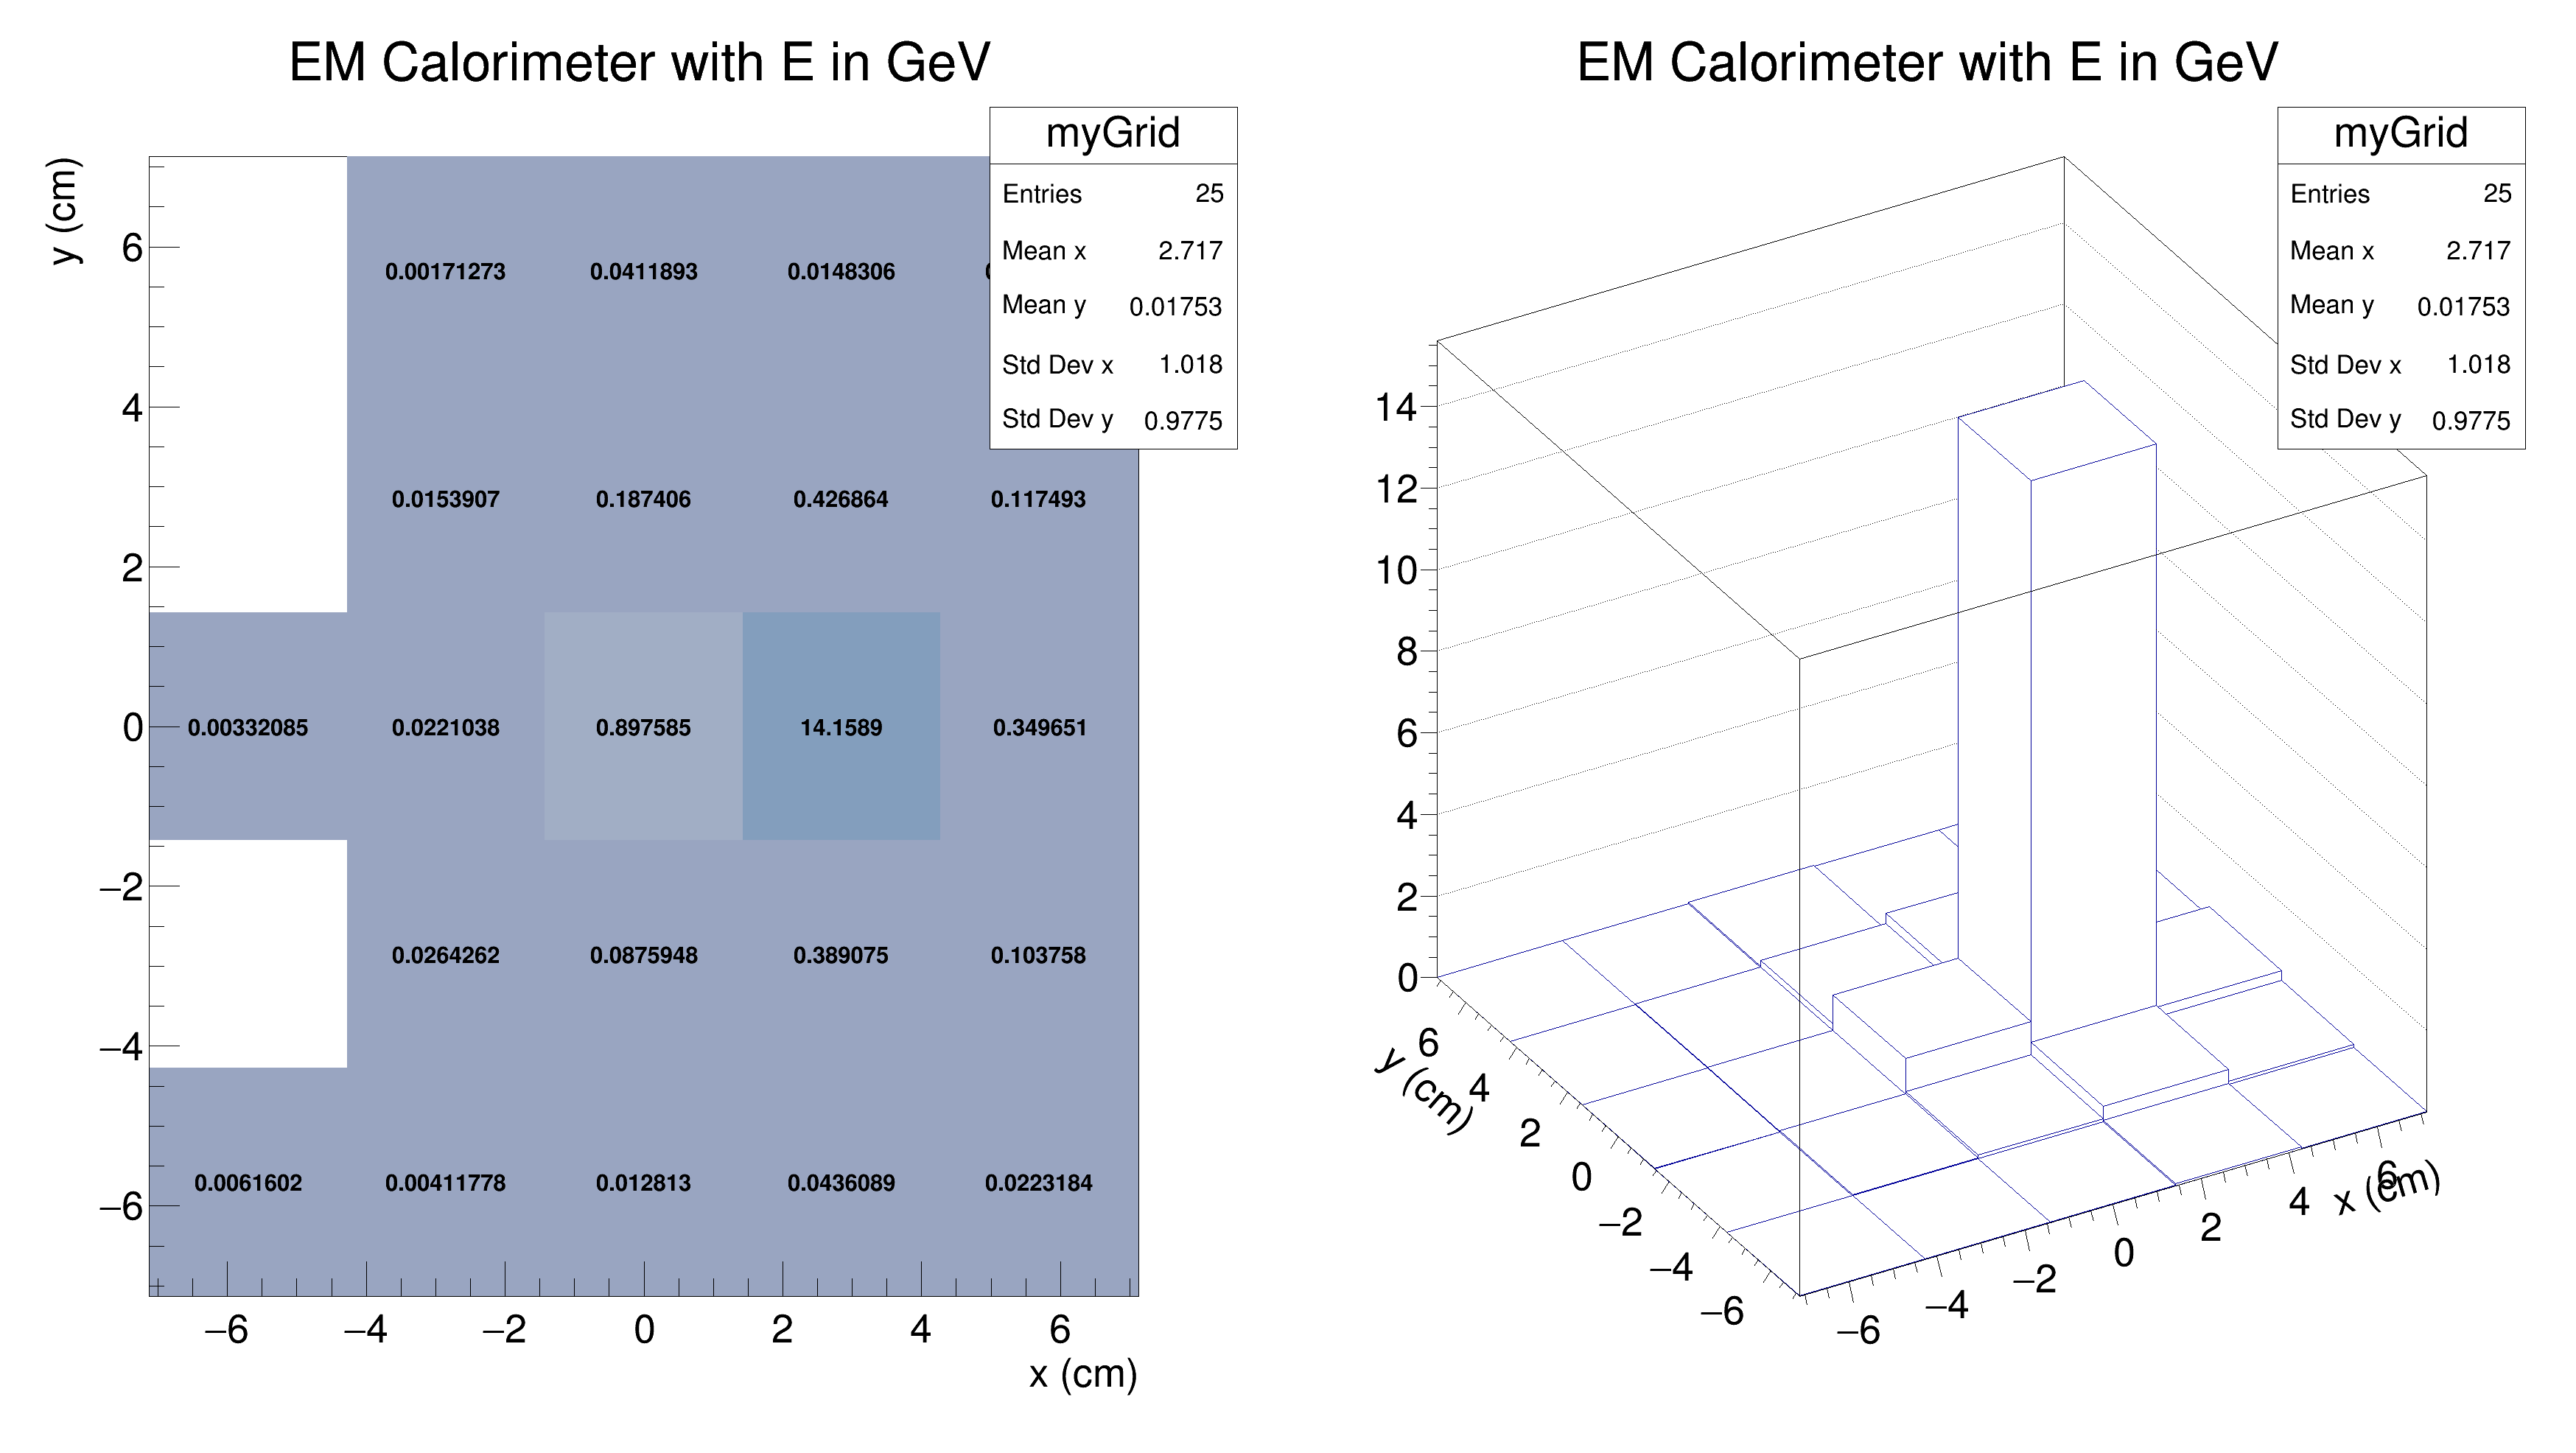 EM Calorimeter with E in GeV
myGrid
Entries 25
Mean x 2.717
Mean y 0.01753
Std Dev x 1.018
Std Dev y 0.9775
y (cm)
6
4
2
0
−2
−4
−6
0.00171273 0.0411893 0.0148306
0.0153907 0.187406 0.426864 0.117493
0.00332085 0.0221038 0.897585 14.1589 0.349651
0.0264262 0.0875948 0.389075 0.103758
0.0061602 0.00411778 0.012813 0.0436089 0.0223184
−6 −4 −2 0 2 4 6
x (cm)
EM Calorimeter with E in GeV
myGrid
Entries 25
Mean x 2.717
Mean y 0.01753
Std Dev x 1.018
Std Dev y 0.9775
14
12
10
8
6
4
2
0
y (cm)
6
4
2
0
−2
−4
−6
−6 −4 −2 0 2 4 6
x (cm)